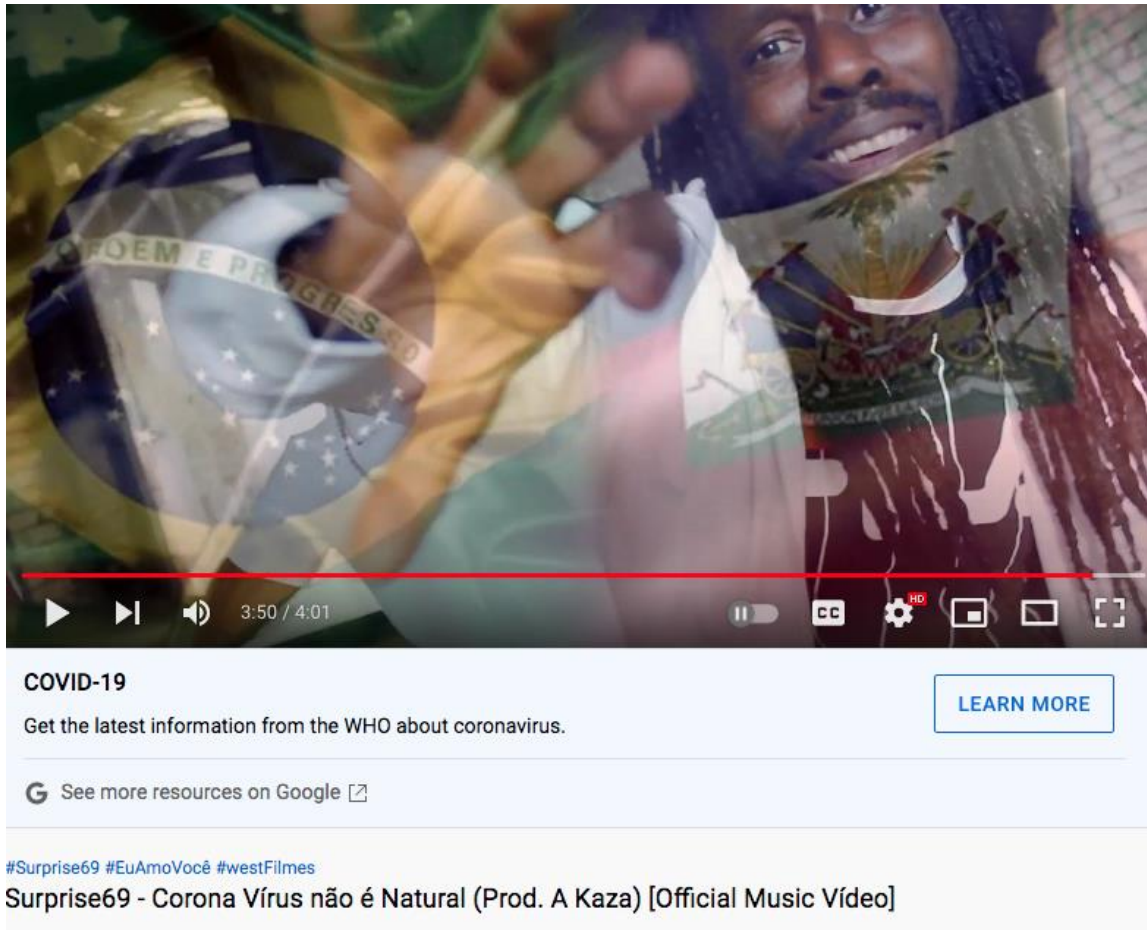 ORDEM E PROGRESSO
HD
3:50 / 4:01
CC
COVID-19
Get the latest information from the WHO about coronavirus.
LEARN MORE
G See more resources on Google
#Surprise69 #EuAmoVocê #westFilmes
Surprise69 - Corona Vírus não é Natural (Prod. A Kaza) [Official Music Vídeo]